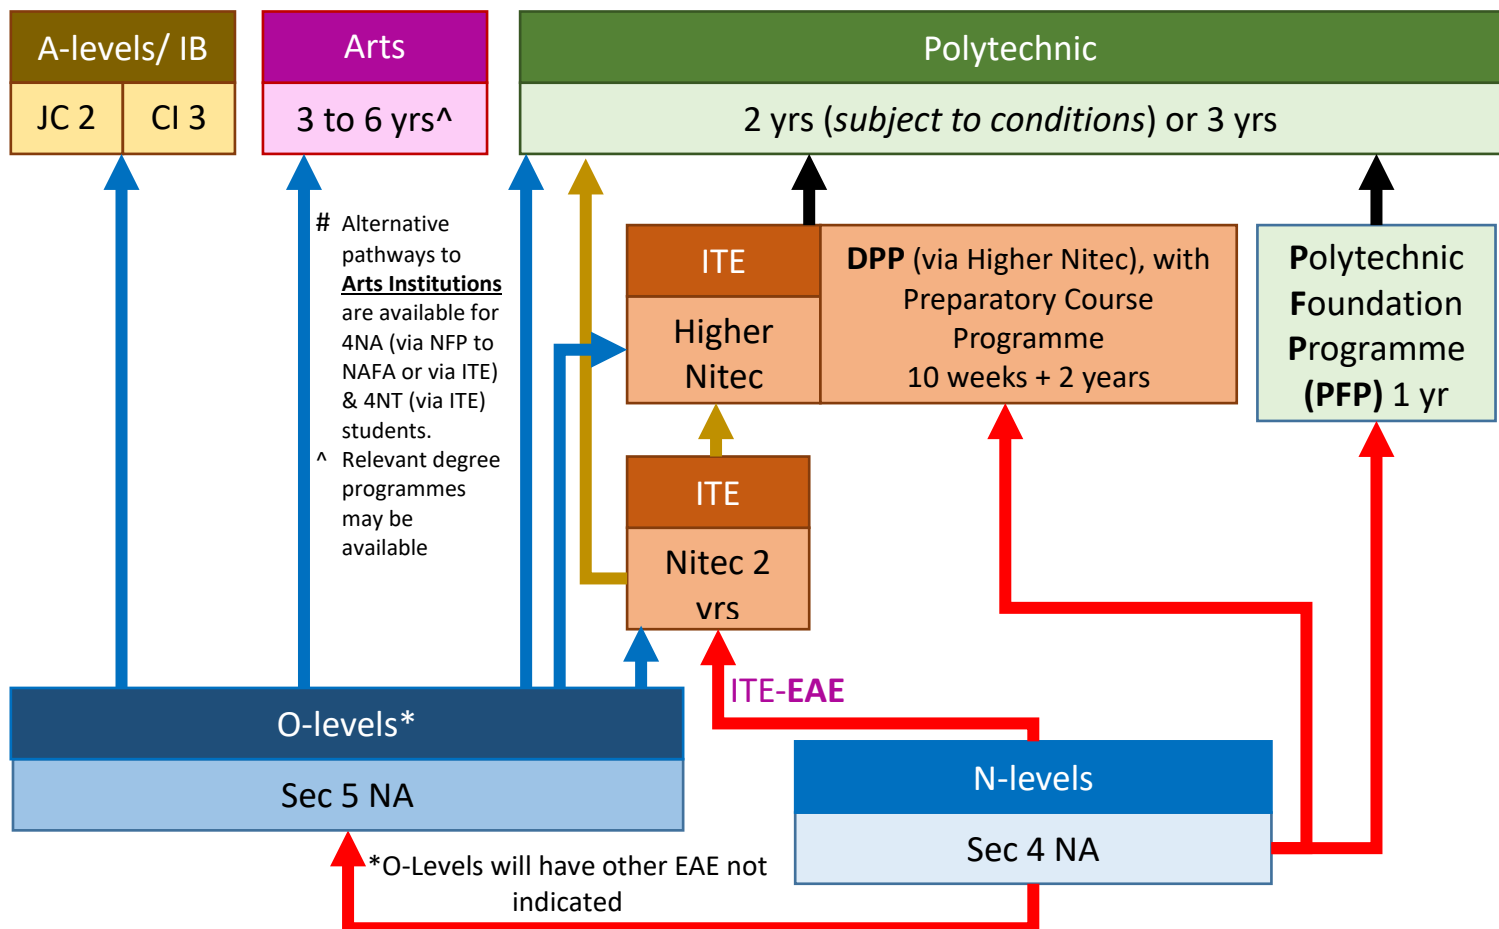 A-levels/ IB
JC 2
CI 3
Arts
3 to 6 yrs^
Polytechnic
2 yrs (subject to conditions) or 3 yrs
# Alternative
pathways to
Arts Institutions
are available for
4NA (via NFP to
NAFA or via ITE)
& 4NT (via ITE)
students.
^ Relevant degree
programmes
may be
available
ITE
Higher
Nitec
DPP (via Higher Nitec), with
Preparatory Course
Programme
10 weeks + 2 years
Polytechnic
Foundation
Programme
(PFP) 1 yr
ITE
Nitec 2
yrs
ITE-EAE
O-levels*
Sec 5 NA
N-levels
Sec 4 NA
*O-Levels will have other EAE not
indicated